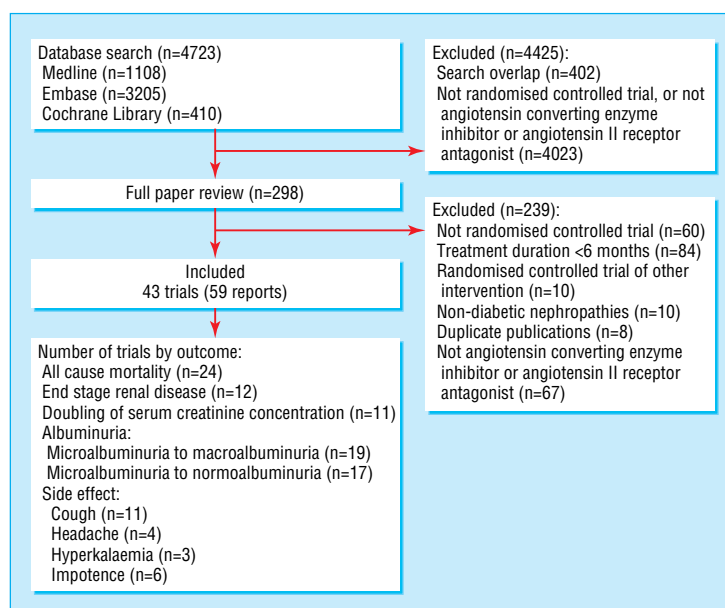 Database search (n=4723)
Medline (n=1108)
Embase (n=3205)
Cochrane Library (n=410)
Excluded (n=4425):
Search overlap (n=402)
Not randomised controlled trial, or not
angiotensin converting enzyme
inhibitor or angiotensin II receptor
antagonist (n=4023)
Full paper review (n=298)
Excluded (n=239):
Not randomised controlled trial (n=60)
Treatment duration <6 months (n=84)
Randomised controlled trial of other
intervention (n=10)
Non-diabetic nephropathies (n=10)
Duplicate publications (n=8)
Not angiotensin converting enzyme
inhibitor or angiotensin II receptor
antagonist (n=67)
Included
43 trials (59 reports)
Number of trials by outcome:
All cause mortality (n=24)
End stage renal disease (n=12)
Doubling of serum creatinine concentration (n=11)
Albuminuria:
Microalbuminuria to macroalbuminuria (n=19)
Microalbuminuria to normoalbuminuria (n=17)
Side effect:
Cough (n=11)
Headache (n=4)
Hyperkalaemia (n=3)
Impotence (n=6)